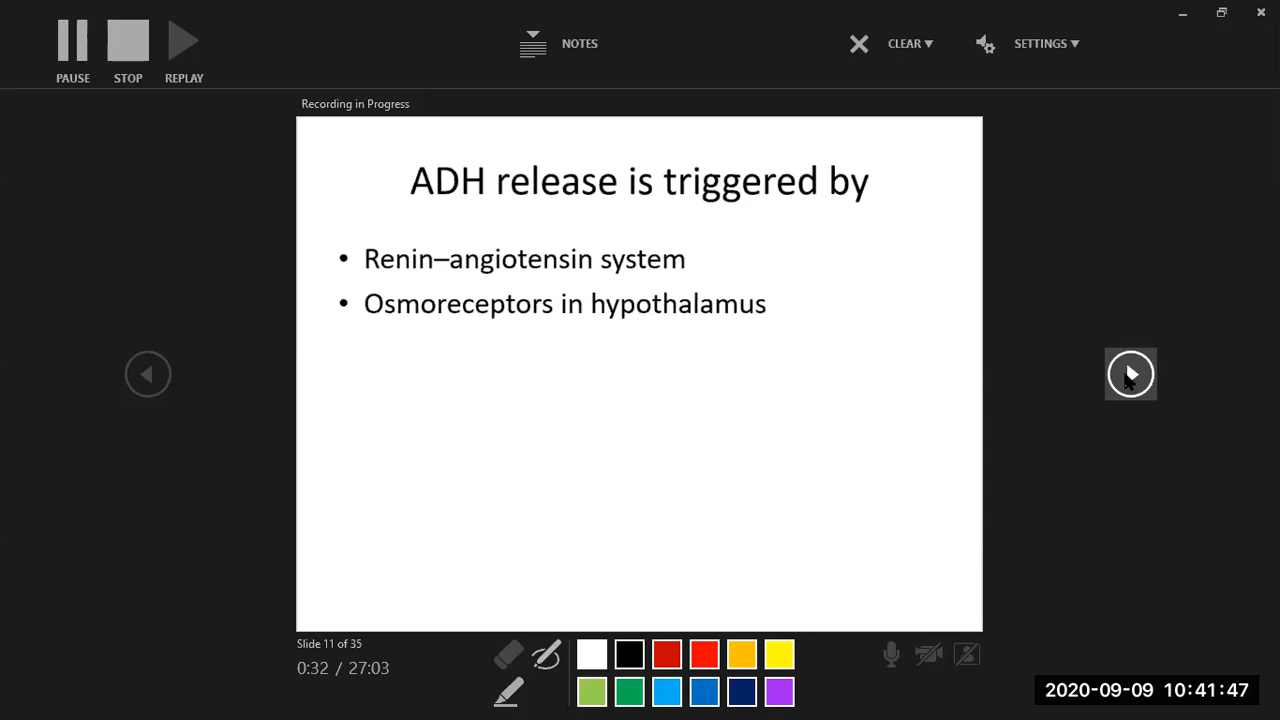 PAUSE STOP REPLAY
NOTES
CLEAR
SETTINGS
Recording in Progress
ADH release is triggered by
• Renin–angiotensin system
• Osmoreceptors in hypothalamus
Slide 11 of 35
0:32 / 27:03
2020-09-09 10:41:47